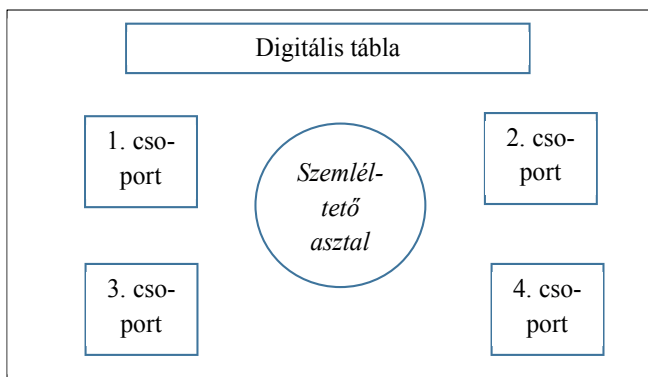 Digitális tábla
1. cso-
port
2. cso-
port
Szemlél-
tető
asztal
3. cso-
port
4. cso-
port